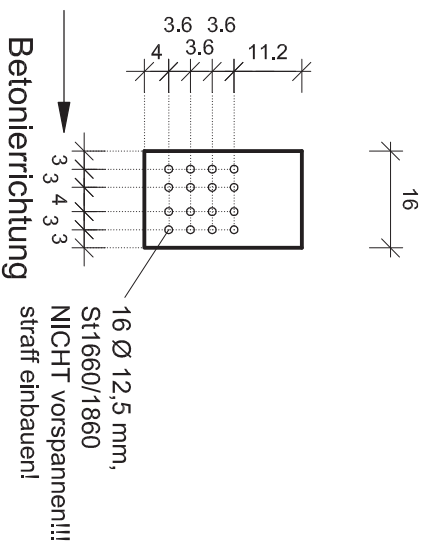 3.6 3.6
4 3.6 11.2
16
3 3 4 3 3
Betonierrichtung
16 Ø 12,5 mm,
St1660/1860
NICHT vorspannen!!!
straff einbauen!